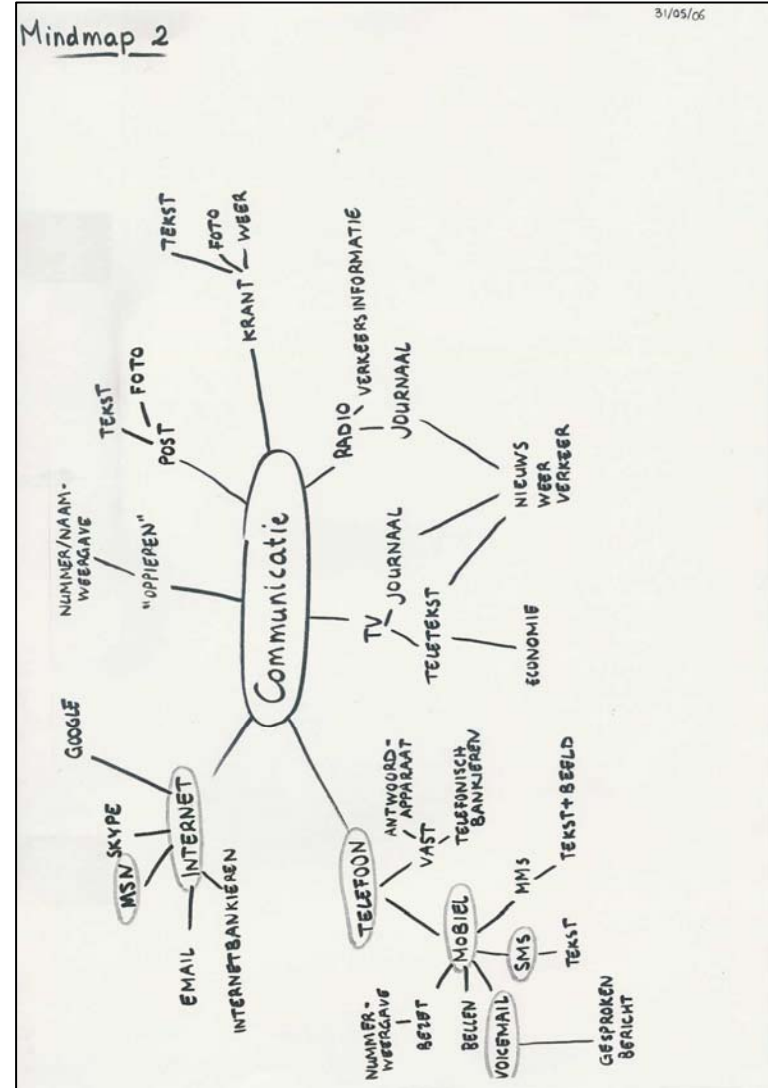 Mindmap 2
31/05/06
Communicatie
INTERNET
GOOGLE
SKYPE
MSN
EMAIL
INTERNETBANKIEREN
"OPPIEPEN"
NUMMER/NAAM-
WEERGAVE
POST
TEKST
FOTO
KRANT
TEKST
FOTO
WEER
RADIO
VERKEERSINFORMATIE
JOURNAAL
TV
JOURNAAL
TELETEKST
NIEUWS
WEER
VERKEER
ECONOMIE
TELEFOON
VAST
ANTWOORD-
APPARAAT
TELEFONISCH
BANKIEREN
MOBIEL
MMS
TEKST+BEELD
SMS
TEKST
VOICEMAIL
GESPROKEN
BERICHT
BELLEN
BEZET
NUMMER-
WEERGAVE